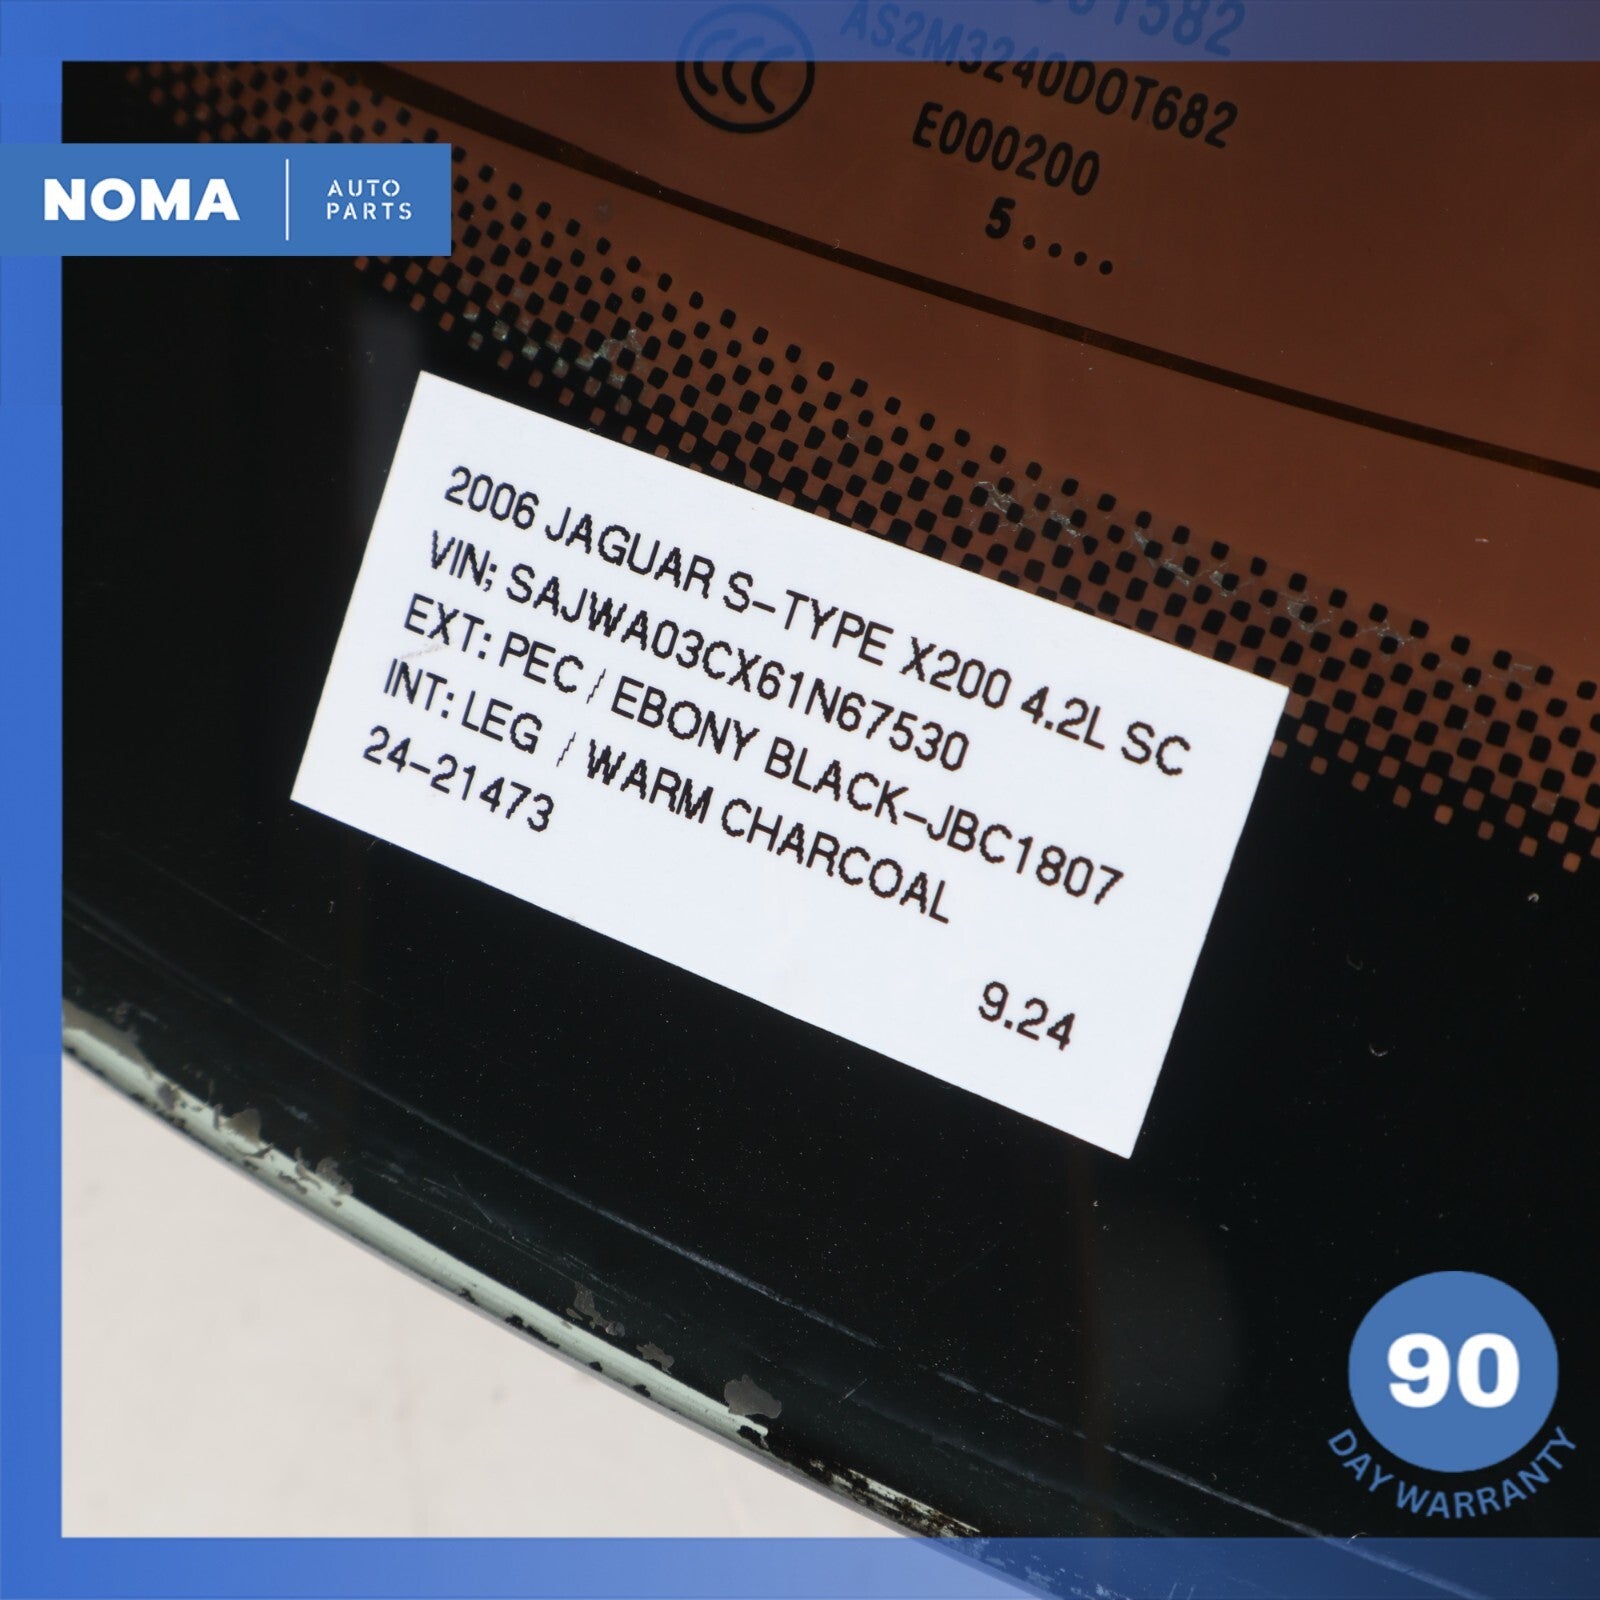 AS2M3240DOT682
E000200
5....
NOMA
AUTO
PARTS
2006 JAGUAR S-TYPE X200 4.2L SC
VIN; SAJWA03CX61N67530
EXT: PEC / EBONY BLACK-JBC1807
INT: LEG / WARM CHARCOAL
24-21473
9.24
90
DAY WARRANTY